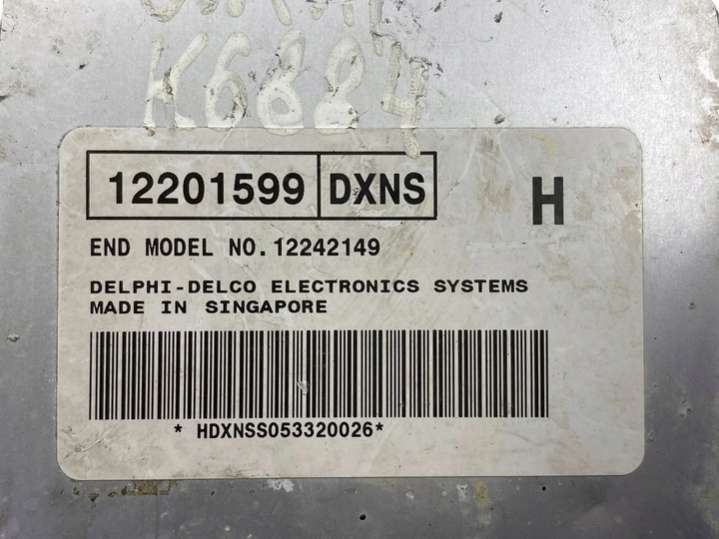 K6884
12201599 DXNS H
END MODEL NO. 12242149
DELPHI-DELCO ELECTRONICS SYSTEMS
MADE IN SINGAPORE
* HDXNSS053320026*